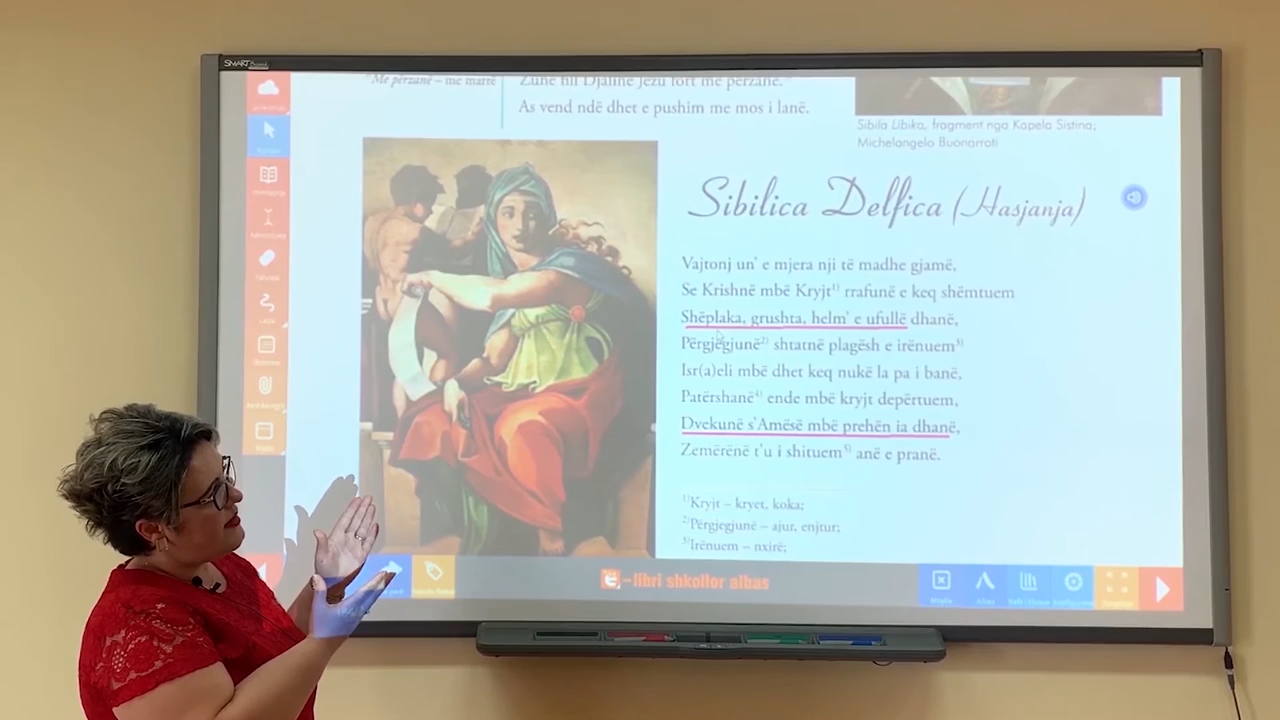 SMART
"Me përzanë – me marrë
Zunë fill Djalinë Jezu fort me përzanë.
As vend ndë dhet e pushim me mos i lanë.
Sibila Libika, fragment nga Kapela Sistina;
Michelangelo Buonarroti
Sibilica Delfica (Hasjanja)
Vajtonj un' e mjera nji të madhe gjamë,
Se Krishnë mbë Kryjt¹⁾ rrafunë e keq shëmtuem
Shëplaka, grushta, helm' e ufullë dhanë,
Përgjegjunë²⁾ shtatnë plagësh e irënuem³⁾
Isr(a)eli mbë dhet keq nukë la pa i banë,
Patërshanë⁴⁾ ende mbë kryjt depërtuem,
Dvekunë s'Amësë mbë prehën ia dhanë,
Zemërënë t'u i shituem⁵⁾ anë e pranë.
¹⁾Kryjt – kryet, koka;
²⁾Përgjegjunë – ajur, enjtur;
³⁾Irënuem – nxirë;
e-libri shkollor albas